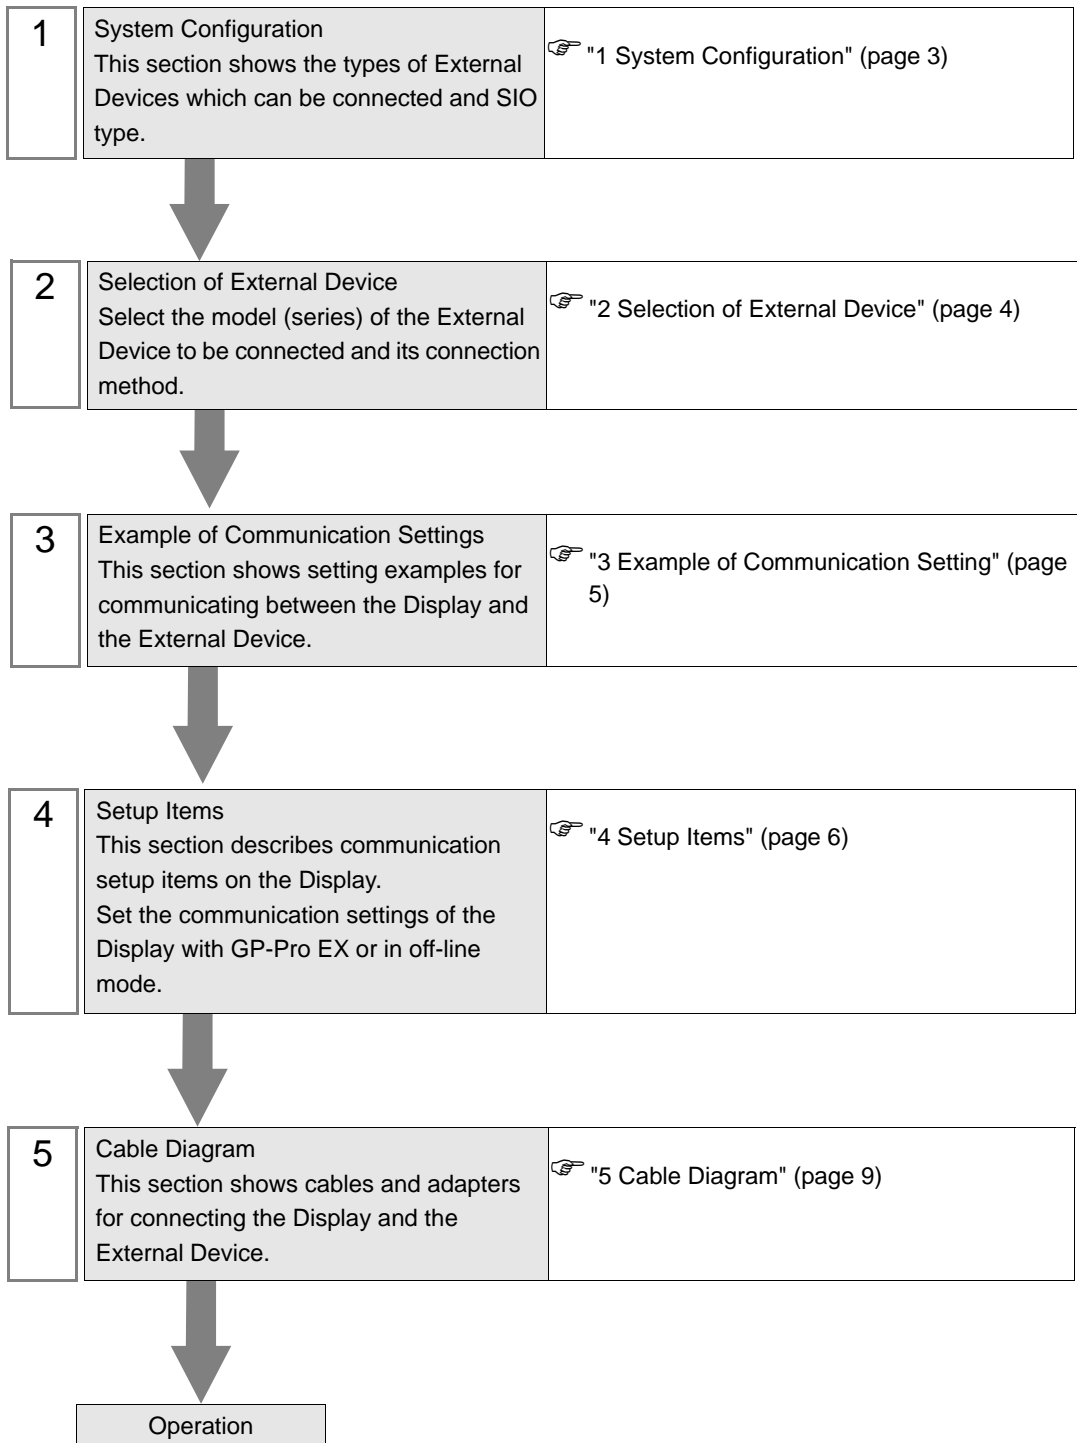 1
System Configuration
This section shows the types of External
Devices which can be connected and SIO
type.
"1 System Configuration" (page 3)
2
Selection of External Device
Select the model (series) of the External
Device to be connected and its connection
method.
"2 Selection of External Device" (page 4)
3
Example of Communication Settings
This section shows setting examples for
communicating between the Display and
the External Device.
"3 Example of Communication Setting" (page
5)
4
Setup Items
This section describes communication
setup items on the Display.
Set the communication settings of the
Display with GP-Pro EX or in off-line
mode.
"4 Setup Items" (page 6)
5
Cable Diagram
This section shows cables and adapters
for connecting the Display and the
External Device.
"5 Cable Diagram" (page 9)
Operation